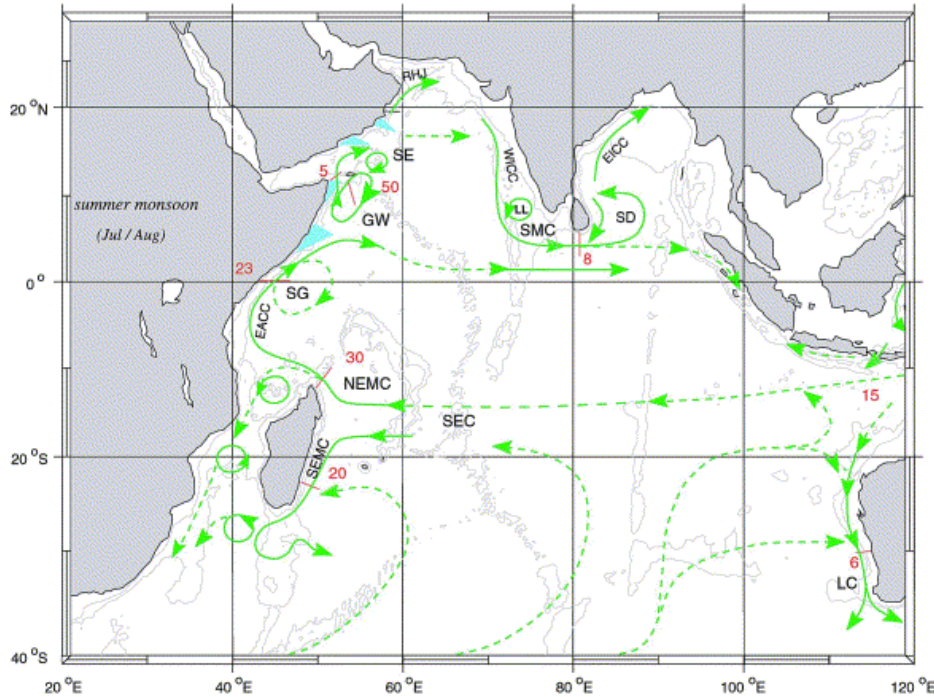 RHJ
20 °N
SE
WICC
EICC
5
50
summer monsoon
(Jul / Aug)
GW
LL
SMC
SD
8
0 °
23
SG
EACC
30
NEMC
15
SEC
20 °S
SEMC
20
6
LC
40 °S
20 °E
40 °E
60 °E
80 °E
100 °E
120 °E